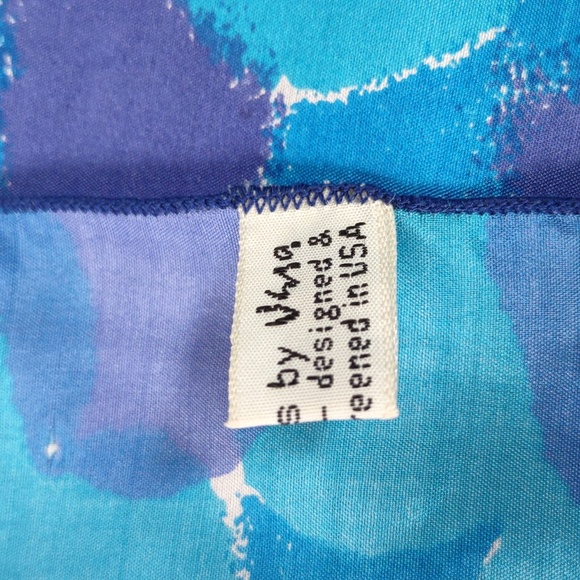 s by Vera
- designed &
reened in USA